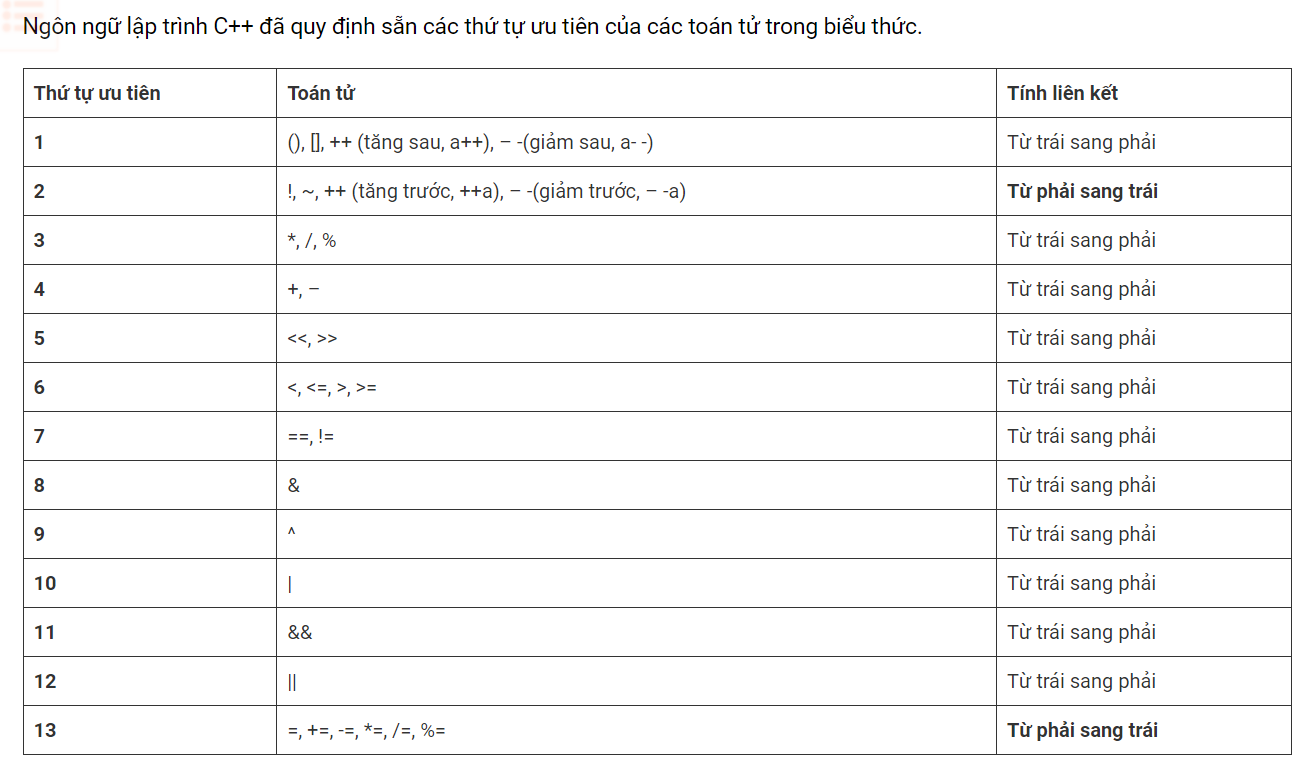 Ngôn ngữ lập trình C++ đã quy định sẵn các thứ tự ưu tiên của các toán tử trong biểu thức.
Thứ tự ưu tiên Toán tử Tính liên kết
1 (), [], ++ (tăng sau, a++), – -(giảm sau, a- -) Từ trái sang phải
2 !, ~, ++ (tăng trước, ++a), – -(giảm trước, – -a) Từ phải sang trái
3 *, /, % Từ trái sang phải
4 +, – Từ trái sang phải
5 <<, >> Từ trái sang phải
6 <, <=, >, >= Từ trái sang phải
7 ==, != Từ trái sang phải
8 & Từ trái sang phải
9 ^ Từ trái sang phải
10 | Từ trái sang phải
11 && Từ trái sang phải
12 || Từ trái sang phải
13 =, +=, -=, *=, /=, %= Từ phải sang trái